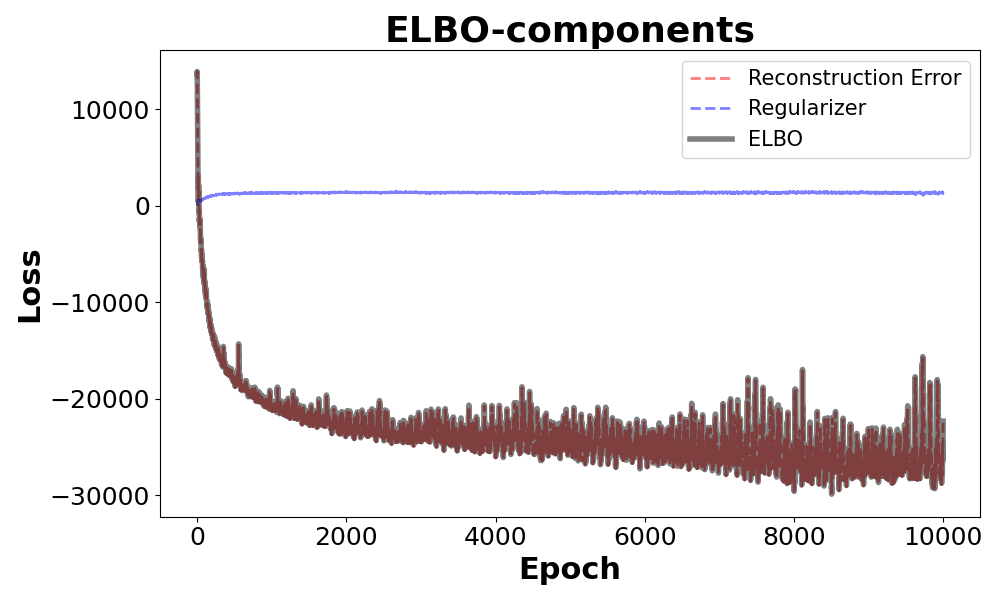 ELBO-components
Reconstruction Error
Regularizer
ELBO
10000
0
−10000
−20000
−30000
Loss
0 2000 4000 6000 8000 10000
Epoch